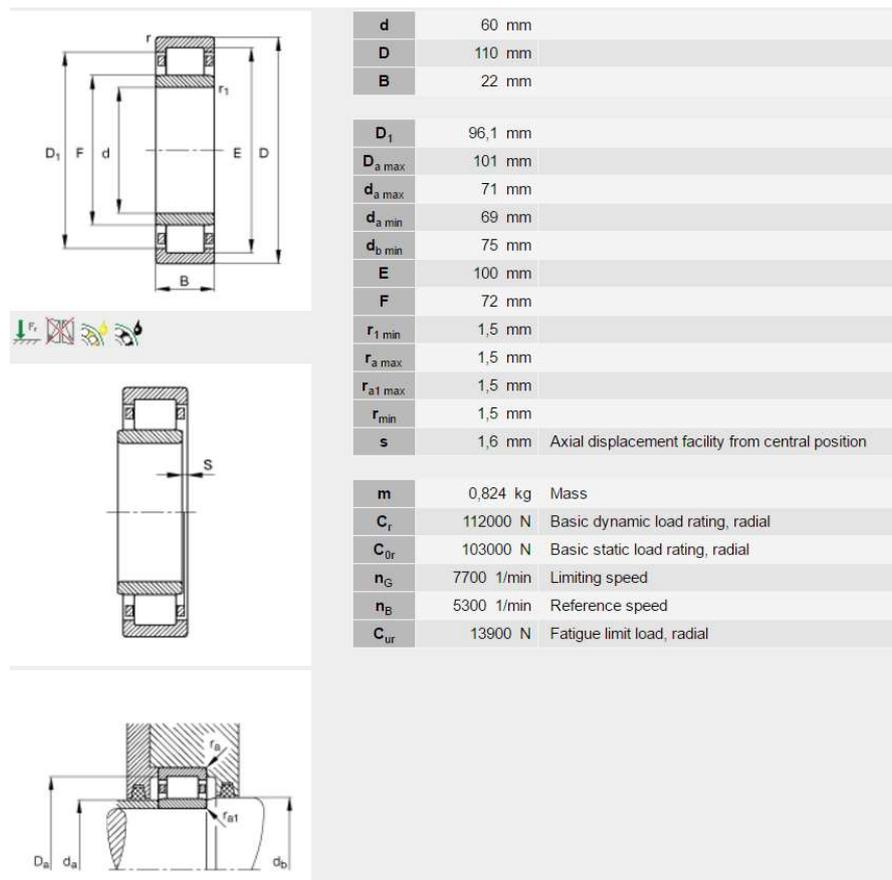 r
r1
D1 F d E D
B
Fr
S
ra
ra1
Da da db
d 60 mm
D 110 mm
B 22 mm
D1 96,1 mm
Da max 101 mm
da max 71 mm
da min 69 mm
db min 75 mm
E 100 mm
F 72 mm
r1 min 1,5 mm
ra max 1,5 mm
ra1 max 1,5 mm
rmin 1,5 mm
s 1,6 mm Axial displacement facility from central position
m 0,824 kg Mass
Cr 112000 N Basic dynamic load rating, radial
C0r 103000 N Basic static load rating, radial
nG 7700 1/min Limiting speed
nB 5300 1/min Reference speed
Cur 13900 N Fatigue limit load, radial